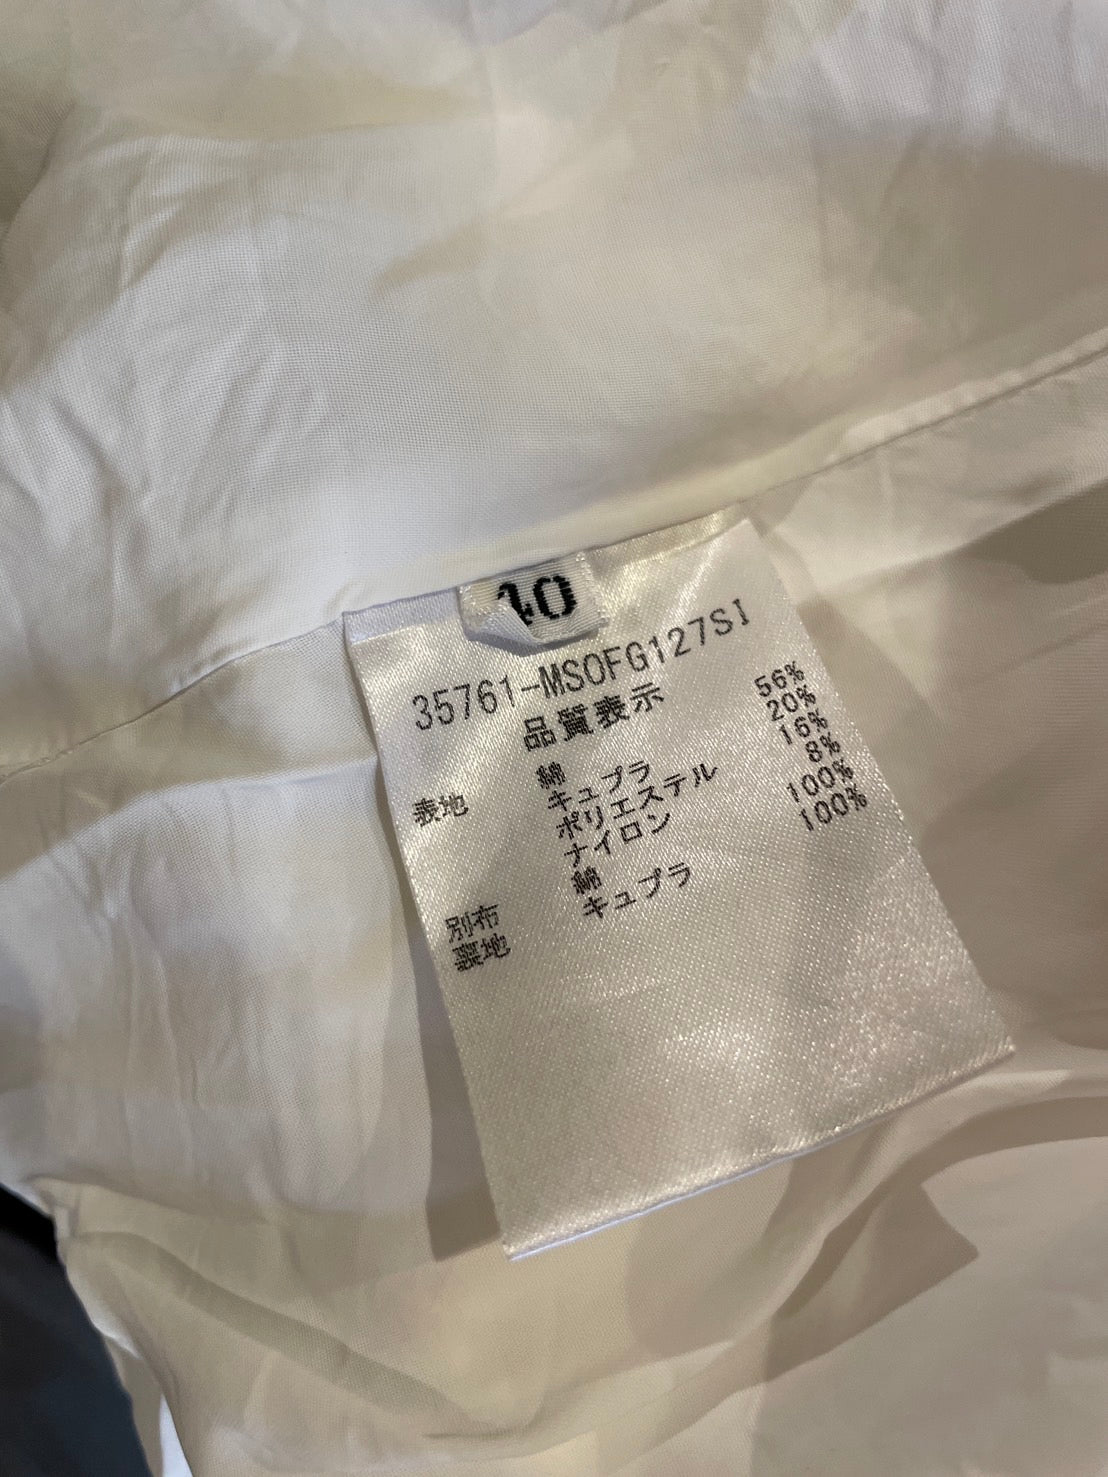 40
35761-MSOFG127SI
品質表示
表地 綿 56%
キュプラ 20%
ポリエステル 16%
ナイロン 8%
別布 綿 100%
裏地 キュプラ 100%